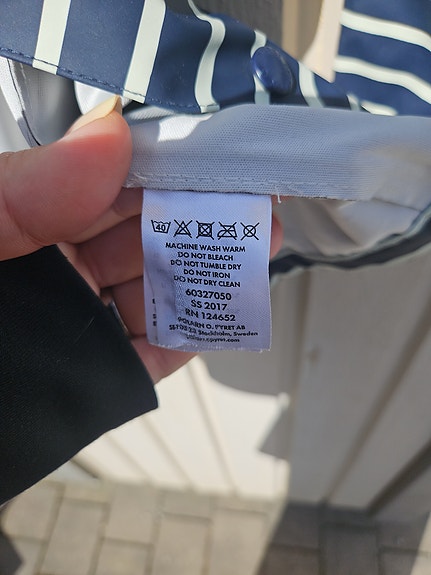 40
MACHINE WASH WARM
DO NOT BLEACH
DO NOT TUMBLE DRY
DO NOT IRON
DO NOT DRY CLEAN
60327050
SS 2017
RN 124652
POLARN O. PYRET AB
Stockholm, Sweden